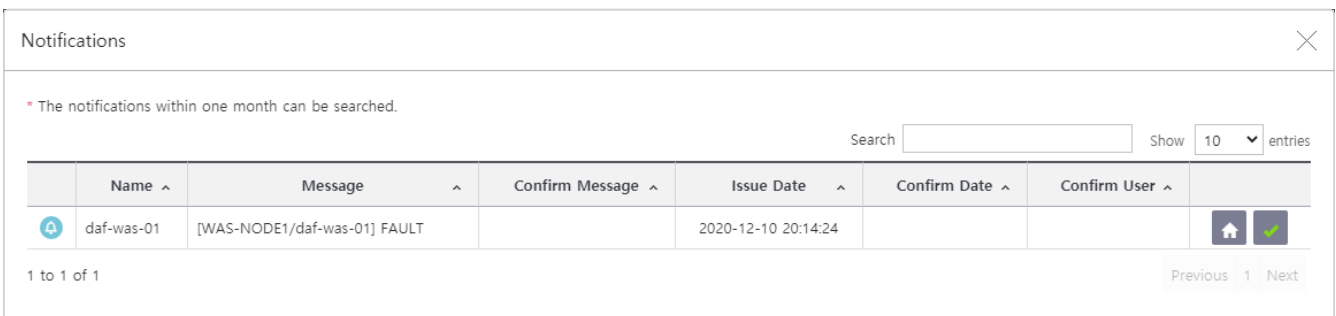 Notifications
* The notifications within one month can be searched.
Search Show 10 entries
Name Message Confirm Message Issue Date Confirm Date Confirm User
daf-was-01 [WAS-NODE1/daf-was-01] FAULT 2020-12-10 20:14:24
1 to 1 of 1 Previous 1 Next